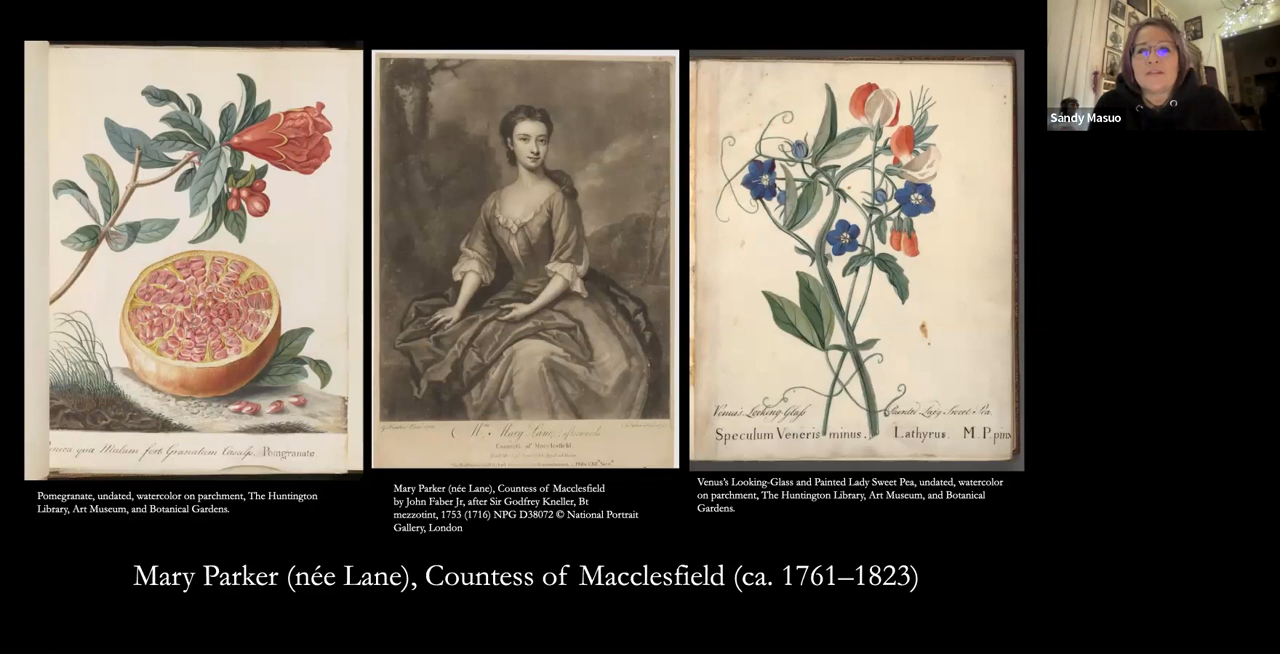 Sandy Masuo
Pomegranate
Mary Lane,
Countess of Macclesfield
Venus's Looking-Glass
Painted Lady Sweet Pea.
Speculum Veneris minus. Lathyrus. M. P. pinx
Pomegranate, undated, watercolor on parchment, The Huntington
Library, Art Museum, and Botanical Gardens.
Mary Parker (née Lane), Countess of Macclesfield
by John Faber Jr, after Sir Godfrey Kneller, Bt
mezzotint, 1753 (1716) NPG D38072 © National Portrait
Gallery, London
Venus's Looking-Glass and Painted Lady Sweet Pea, undated, watercolor
on parchment, The Huntington Library, Art Museum, and Botanical
Gardens.
Mary Parker (née Lane), Countess of Macclesfield (ca. 1761–1823)